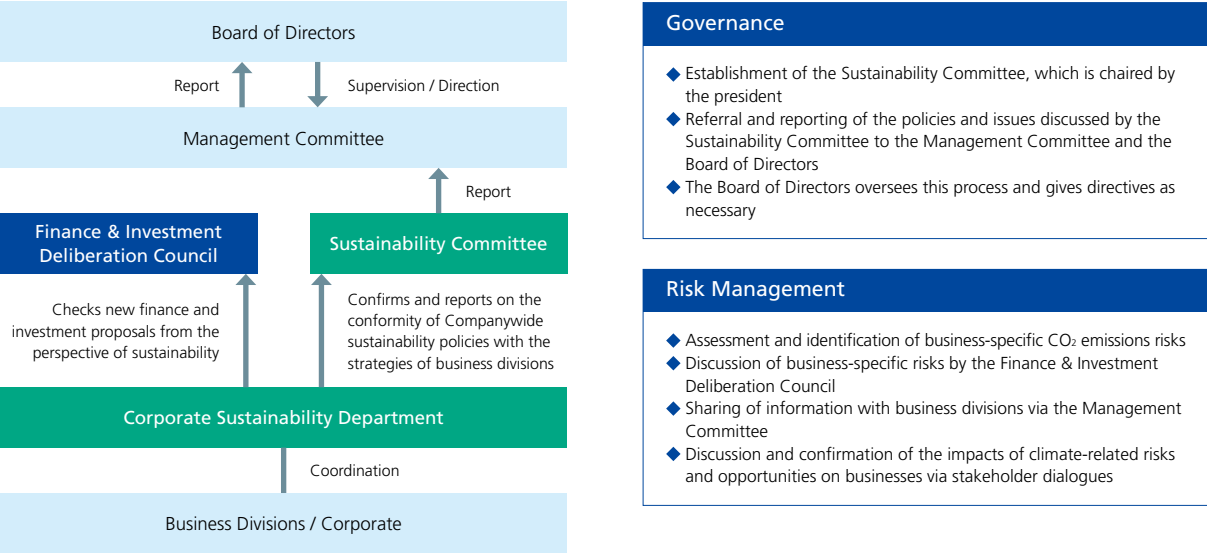 Board of Directors
Report
Supervision / Direction
Management Committee
Report
Finance & Investment
Deliberation Council
Sustainability Committee
Checks new finance and
investment proposals from the
perspective of sustainability
Confirms and reports on the
conformity of Companywide
sustainability policies with the
strategies of business divisions
Corporate Sustainability Department
Coordination
Business Divisions / Corporate
Governance
◆ Establishment of the Sustainability Committee, which is chaired by
the president
◆ Referral and reporting of the policies and issues discussed by the
Sustainability Committee to the Management Committee and the
Board of Directors
◆ The Board of Directors oversees this process and gives directives as
necessary
Risk Management
◆ Assessment and identification of business-specific CO₂ emissions risks
◆ Discussion of business-specific risks by the Finance & Investment
Deliberation Council
◆ Sharing of information with business divisions via the Management
Committee
◆ Discussion and confirmation of the impacts of climate-related risks
and opportunities on businesses via stakeholder dialogues